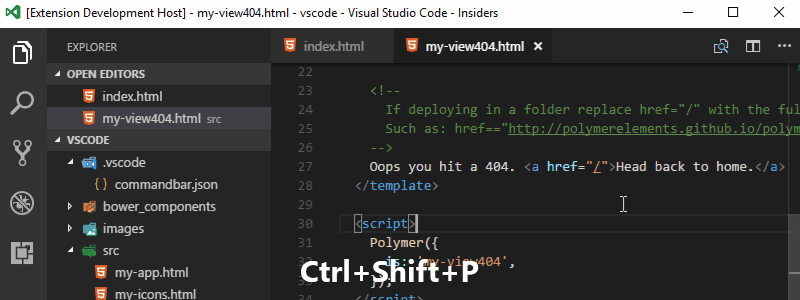 [Extension Development Host] - my-view404.html - vscode - Visual Studio Code - Insiders
EXPLORER
OPEN EDITORS
index.html
my-view404.html src
VSCODE
.vscode
{ } commandbar.json
bower_components
images
src
my-app.html
my-icons.html
index.html
my-view404.html
22
23 <!--
24 If deploying in a folder replace href="/" with the ful
25 Such as: href=="http://polymerelements.github.io/polym
26 -->
27 Oops you hit a 404. <a href="/">Head back to home.</a>
28 </template>
29
30 <script>
31 Polymer({
32 is: 'my-view404',
33 });
34 </script>
Ctrl+Shift+P